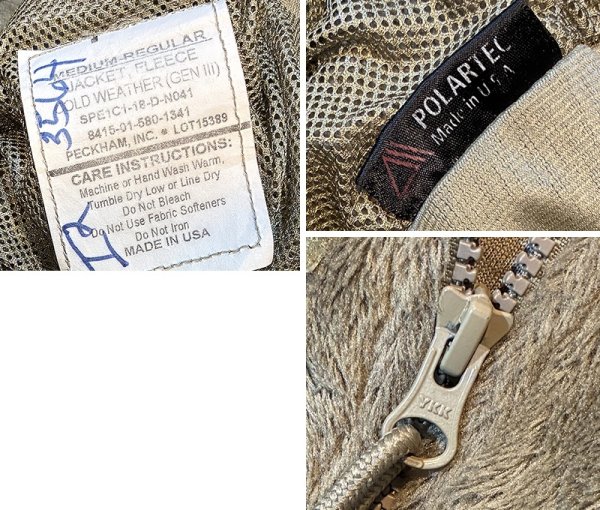 MEDIUM-REGULAR
JACKET, FLEECE
COLD WEATHER (GEN III)
SPE1C1-18-D-N041
8415-01-580-1341
PECKHAM, INC. * LOT15389
CARE INSTRUCTIONS:
Machine or Hand Wash Warm,
Tumble Dry Low or Line Dry
Do Not Bleach
Do Not Use Fabric Softeners
Do Not Iron
MADE IN USA
3564
POLARTEC
Made in U.S.A
YKK